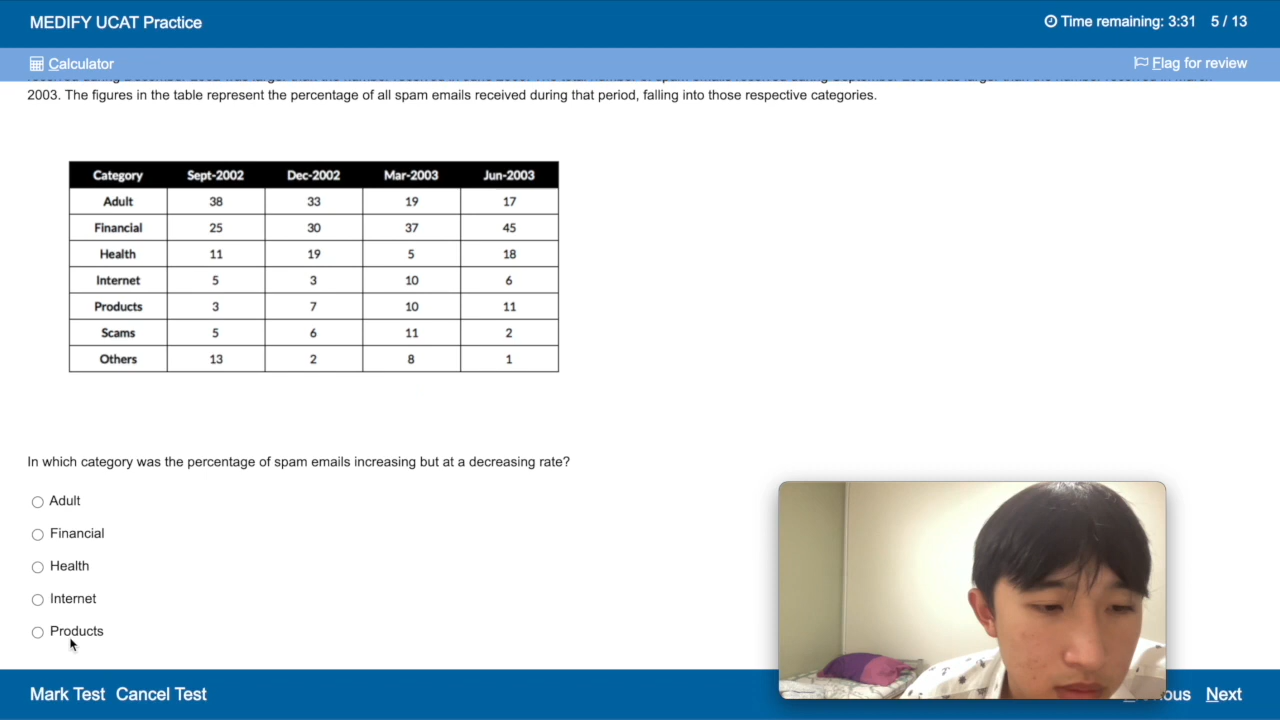 MEDIFY UCAT Practice
Time remaining: 3:31 5 / 13
Calculator
Flag for review
2003. The figures in the table represent the percentage of all spam emails received during that period, falling into those respective categories.
Category Sept-2002 Dec-2002 Mar-2003 Jun-2003
Adult 38 33 19 17
Financial 25 30 37 45
Health 11 19 5 18
Internet 5 3 10 6
Products 3 7 10 11
Scams 5 6 11 2
Others 13 2 8 1
In which category was the percentage of spam emails increasing but at a decreasing rate?
Adult
Financial
Health
Internet
Products
Mark Test Cancel Test
Next